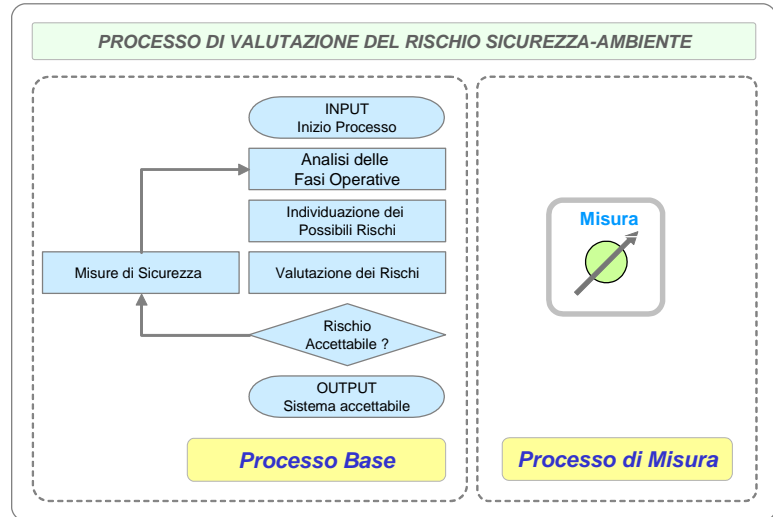 PROCESSO DI VALUTAZIONE DEL RISCHIO SICUREZZA-AMBIENTE
INPUT
Inizio Processo
Analisi delle
Fasi Operative
Individuazione dei
Possibili Rischi
Misure di Sicurezza
Valutazione dei Rischi
Rischio
Accettabile ?
OUTPUT
Sistema accettabile
Processo Base
Misura
Processo di Misura